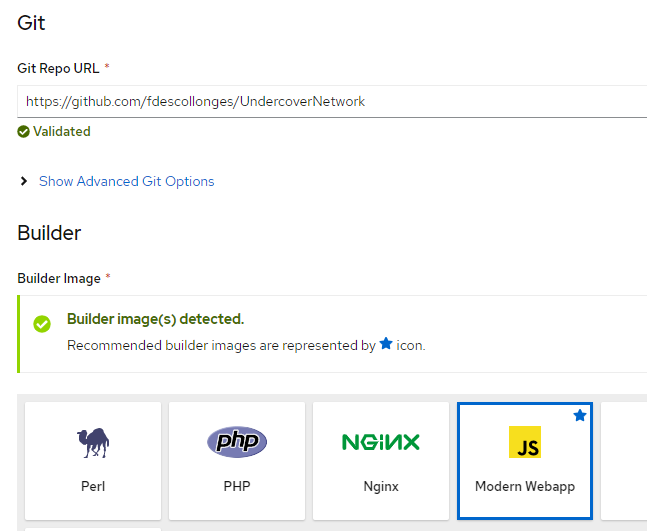 Git
Git Repo URL *
https://github.com/fdescollonges/UndercoverNetwork
Validated
Show Advanced Git Options
Builder
Builder Image *
Builder image(s) detected.
Recommended builder images are represented by icon.
php
NGINX
JS
Perl
PHP
Nginx
Modern Webapp